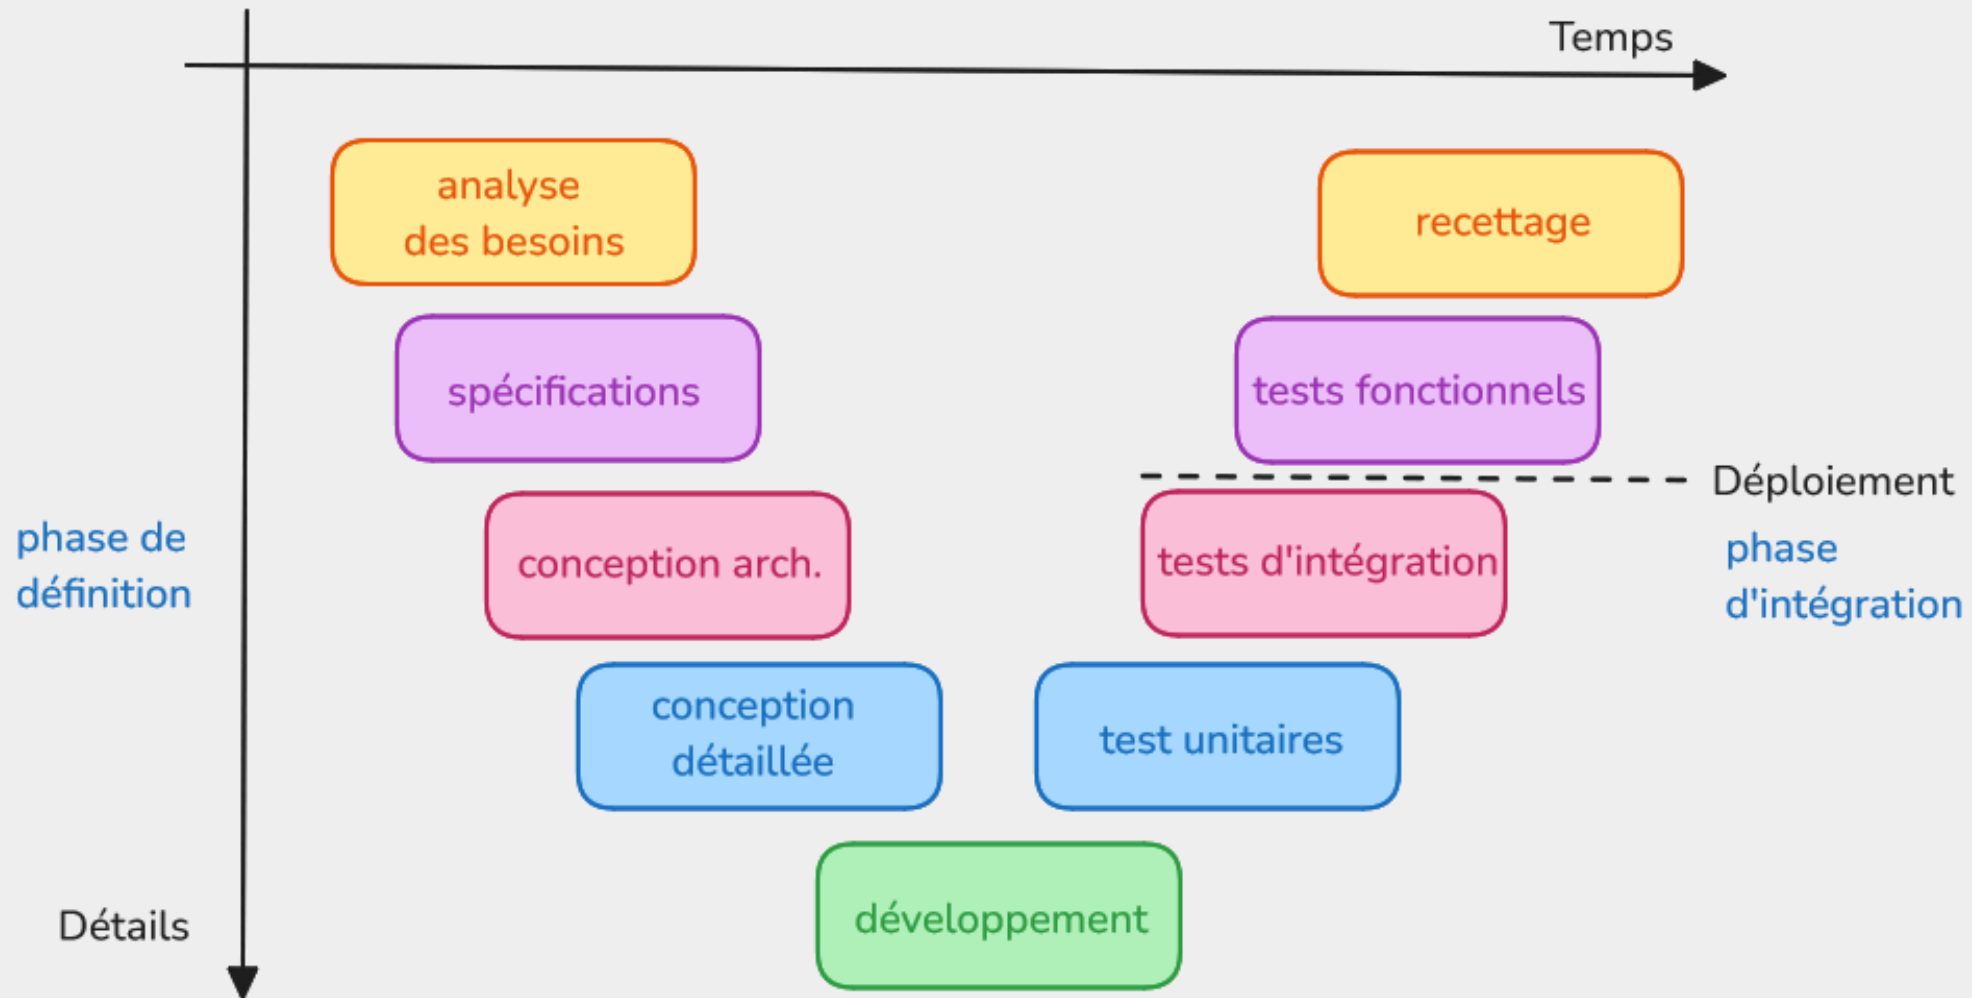 Temps
analyse
des besoins
recettage
spécifications
tests fonctionnels
Déploiement
phase de
définition
conception arch.
tests d'intégration
phase
d'intégration
conception
détaillée
test unitaires
développement
Détails